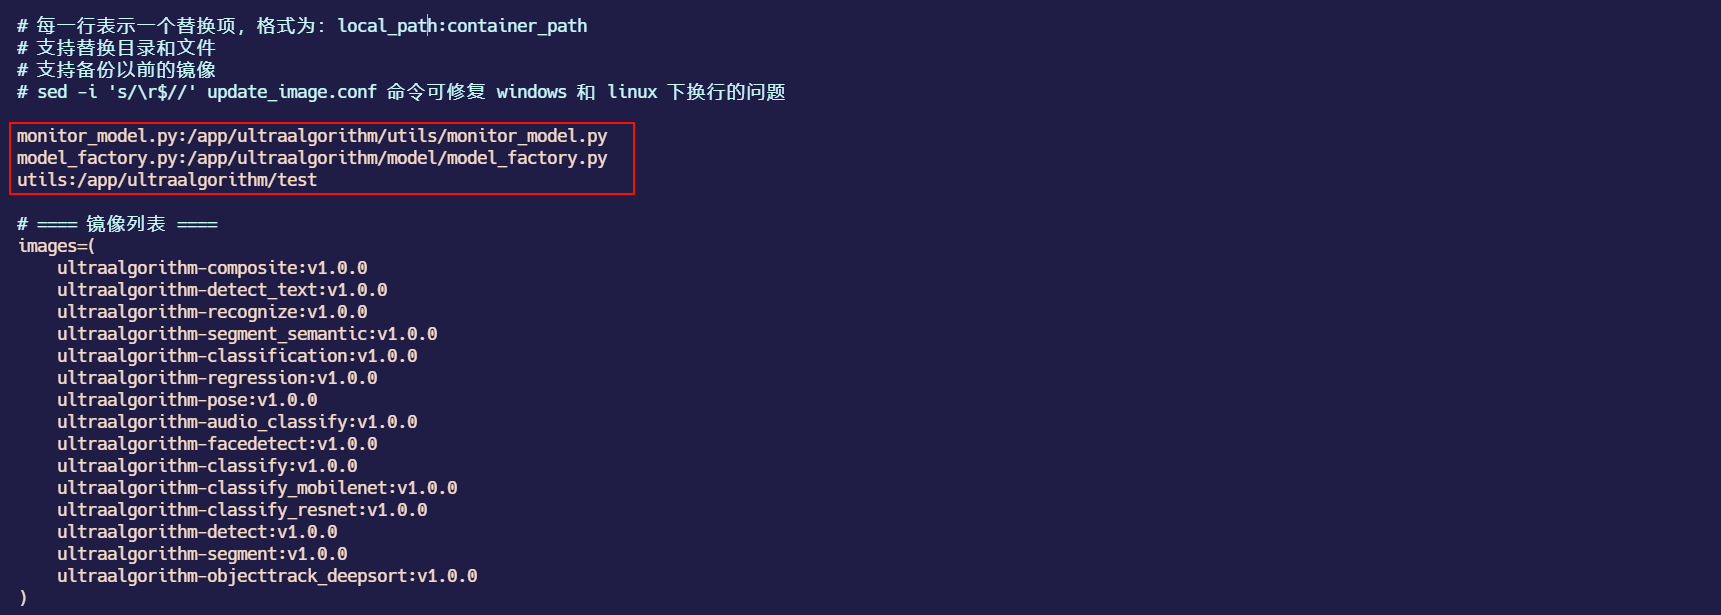 # 每一行表示一个替换项，格式为：local_path:container_path
# 支持替换目录和文件
# 支持备份以前的镜像
# sed -i 's/\r$//' update_image.conf 命令可修复 windows 和 linux 下换行的问题
monitor_model.py:/app/ultraalgorithm/utils/monitor_model.py
model_factory.py:/app/ultraalgorithm/model/model_factory.py
utils:/app/ultraalgorithm/test
# ==== 镜像列表 ====
images=(
    ultraalgorithm-composite:v1.0.0
    ultraalgorithm-detect_text:v1.0.0
    ultraalgorithm-recognize:v1.0.0
    ultraalgorithm-segment_semantic:v1.0.0
    ultraalgorithm-classification:v1.0.0
    ultraalgorithm-regression:v1.0.0
    ultraalgorithm-pose:v1.0.0
    ultraalgorithm-audio_classify:v1.0.0
    ultraalgorithm-facedetect:v1.0.0
    ultraalgorithm-classify:v1.0.0
    ultraalgorithm-classify_mobilenet:v1.0.0
    ultraalgorithm-classify_resnet:v1.0.0
    ultraalgorithm-detect:v1.0.0
    ultraalgorithm-segment:v1.0.0
    ultraalgorithm-objecttrack_deepsort:v1.0.0
)